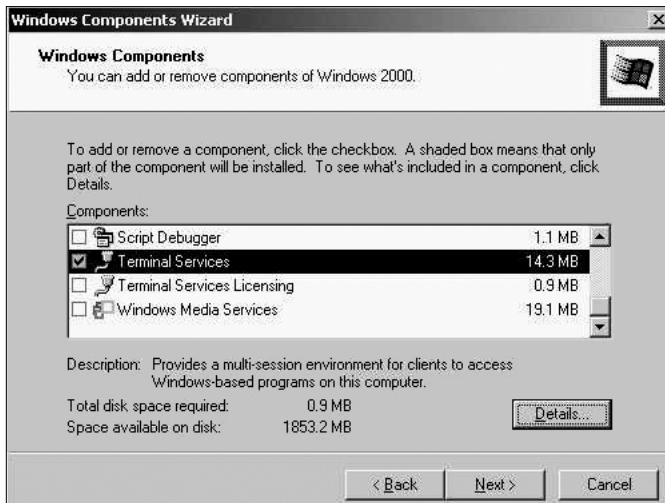 Windows Components Wizard
Windows Components
You can add or remove components of Windows 2000.
To add or remove a component, click the checkbox. A shaded box means that only
part of the component will be installed. To see what's included in a component, click
Details.
Components:
Script Debugger 1.1 MB
Terminal Services 14.3 MB
Terminal Services Licensing 0.9 MB
Windows Media Services 19.1 MB
Description: Provides a multi-session environment for clients to access
Windows-based programs on this computer.
Total disk space required: 0.9 MB
Space available on disk: 1853.2 MB
Details...
< Back Next > Cancel